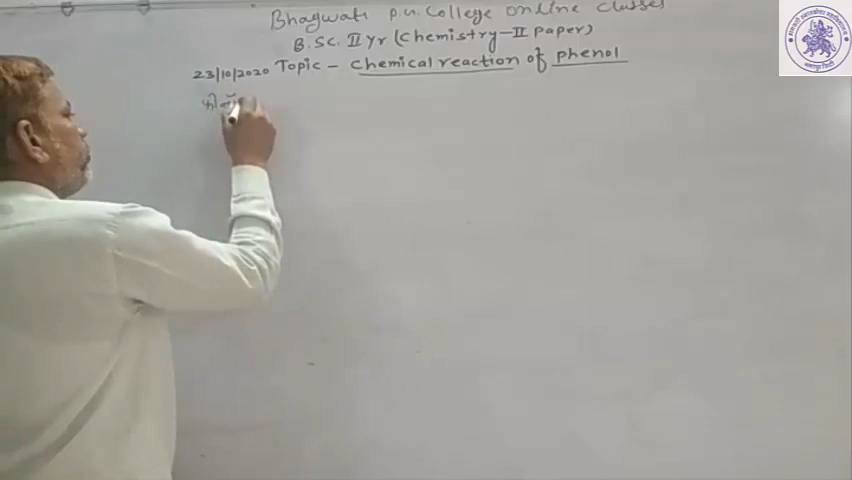 Bhagwati P.G. College online classes
B.Sc. II Yr (Chemistry-II Paper)
23/10/2020 Topic - Chemical reaction of phenol